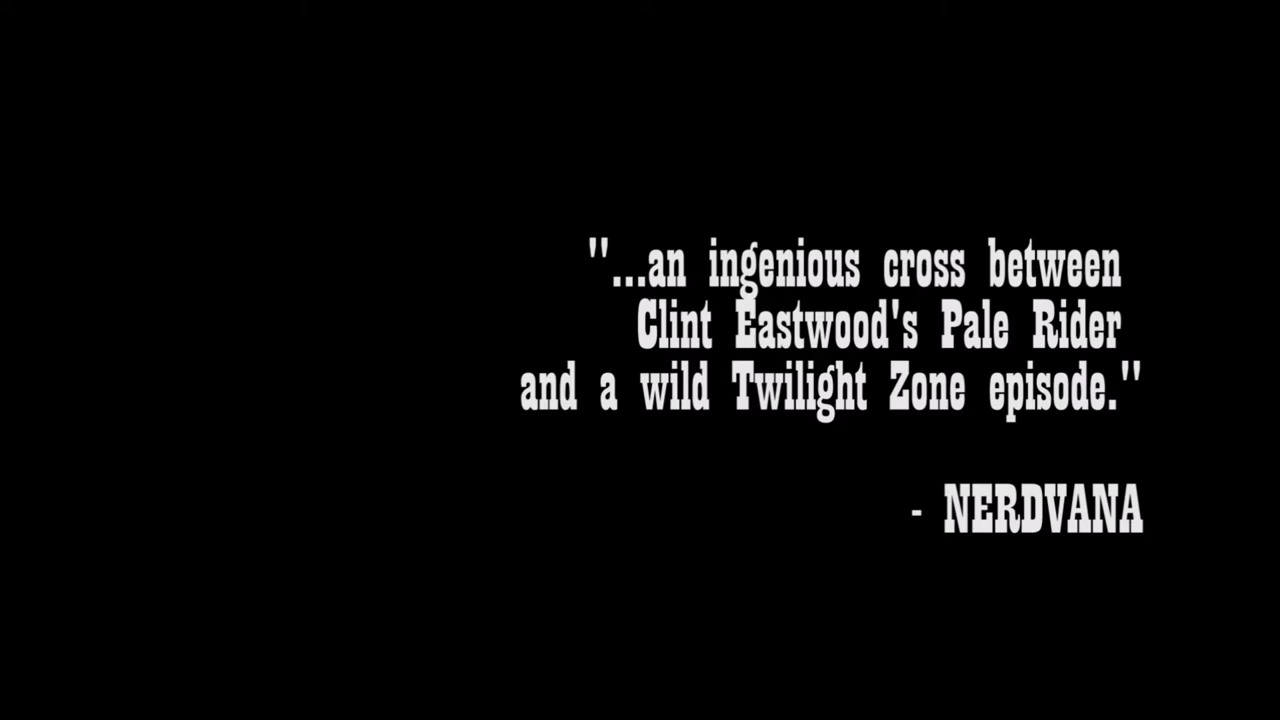 "...an ingenious cross between
Clint Eastwood's Pale Rider
and a wild Twilight Zone episode."
- NERDVANA